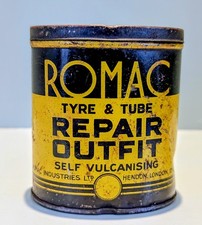 ROMAC
TYRE & TUBE
REPAIR
OUTFIT
SELF VULCANISING
INDUSTRIES LTD HENDON, LONDON